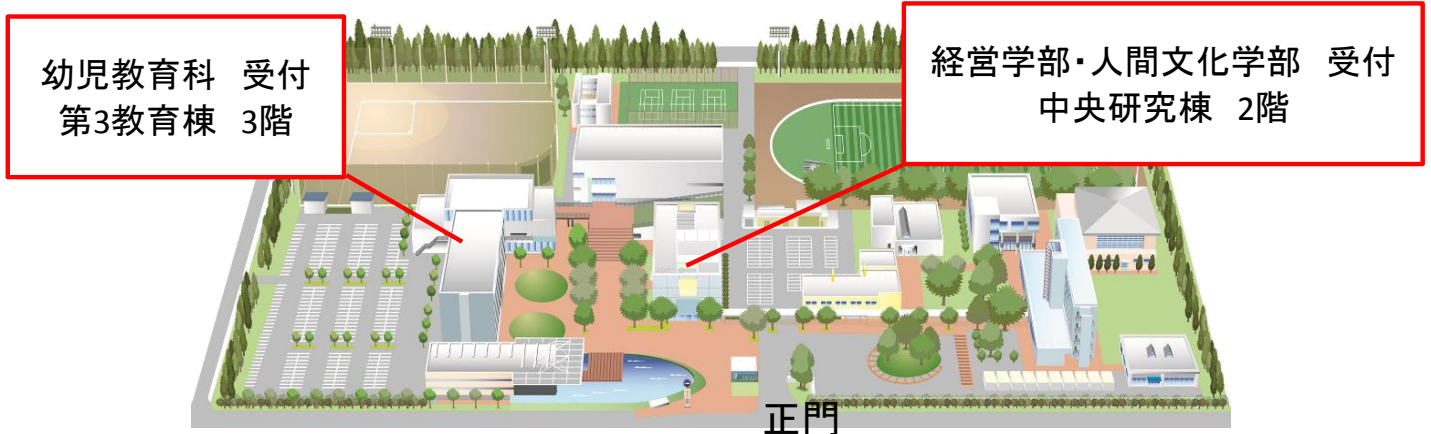 幼児教育科　受付
第3教育棟　3階
経営学部・人間文化学部　受付
中央研究棟　2階
正門